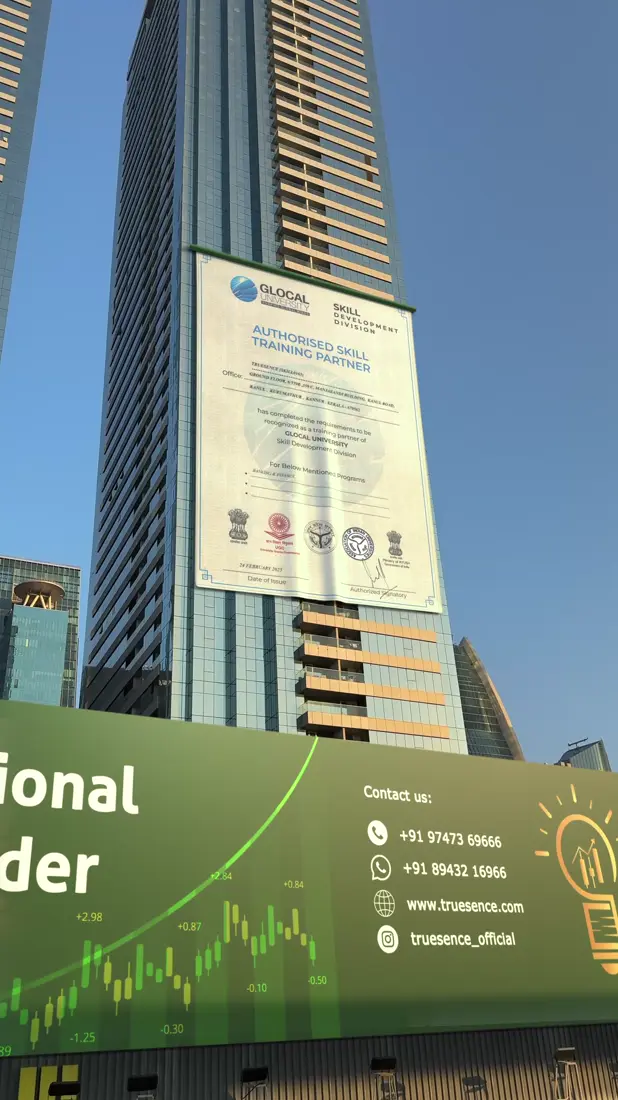 GLOCAL
UNIVERSITY
SKILL
DEVELOPMENT
DIVISION
AUTHORISED SKILL
TRAINING PARTNER
Office:
has completed the requirements to be
recognized as a training partner of
GLOCAL UNIVERSITY
Skill Development Division
For Below Mentioned Programs
UGC
Date of Issue
Authorized Signatory
ional
der
Contact us:
+91 97473 69666
+91 89432 16966
www.truesence.com
truesence_official
+2.98
+0.87
+2.84
+0.84
-1.25
-0.30
-0.10
-0.50